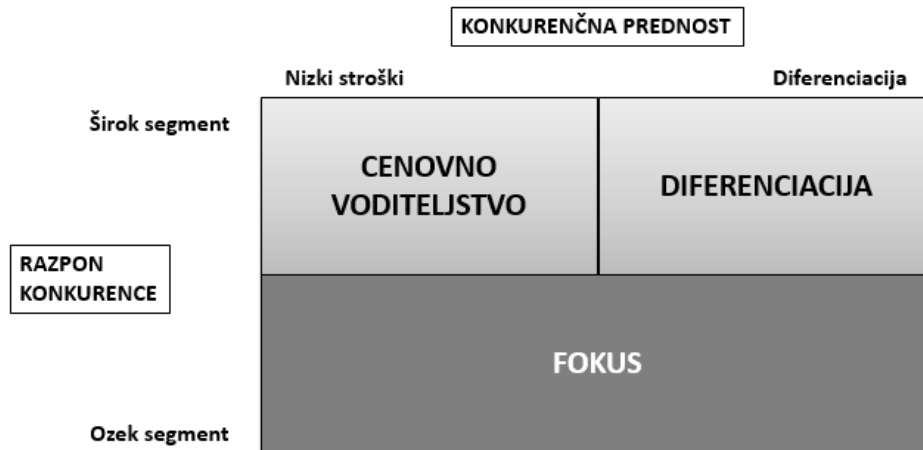 KONKURENČNA PREDNOST
Nizki stroški
Diferenciacija
Širok segment
CENOVNO
VODITELJSTVO
DIFERENCIACIJA
RAZPON
KONKURENCE
FOKUS
Ozek segment